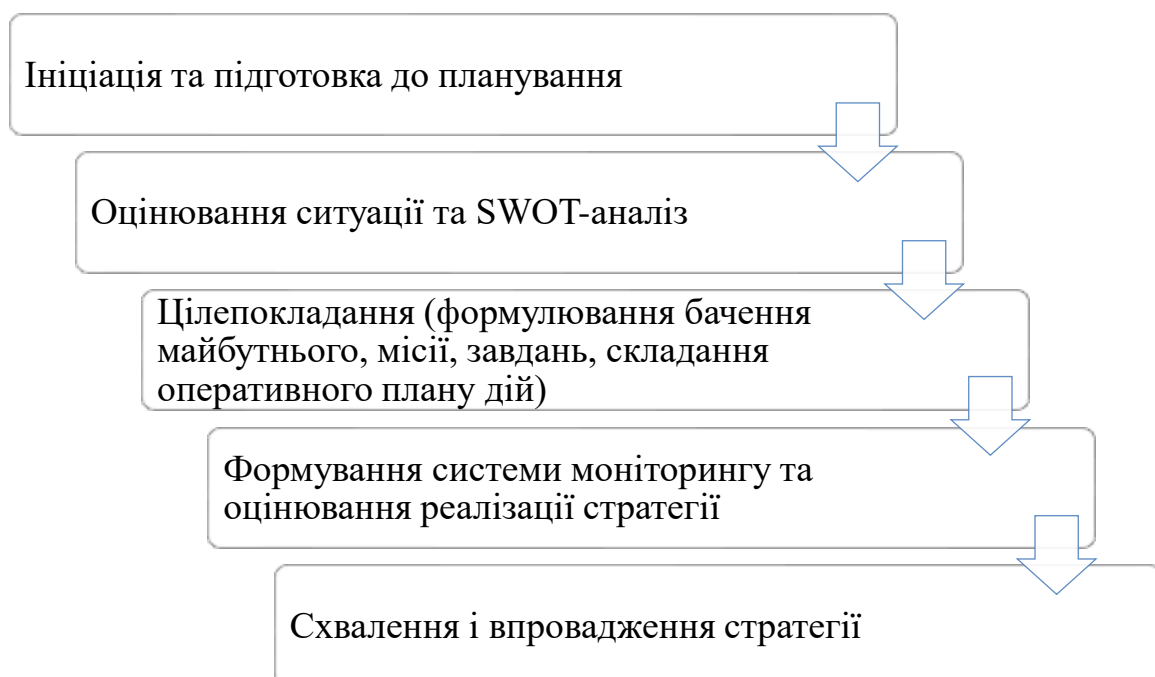 Ініціація та підготовка до планування
Оцінювання ситуації та SWOT-аналіз
Цілепокладання (формулювання бачення
майбутнього, місії, завдань, складання
оперативного плану дій)
Формування системи моніторингу та
оцінювання реалізації стратегії
Схвалення і впровадження стратегії